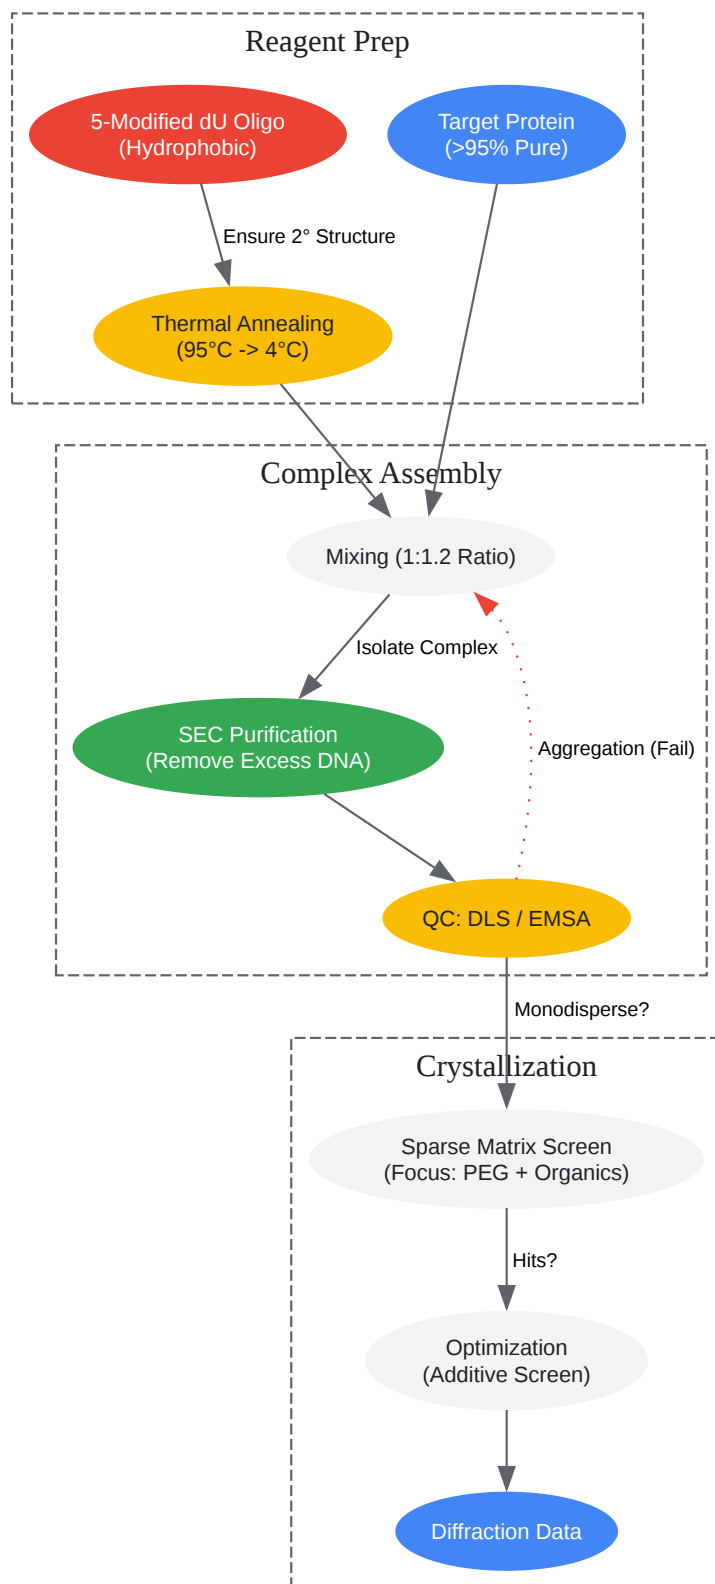 Reagent Prep
5-Modified dU Oligo
(Hydrophobic)
Target Protein
(>95% Pure)
Ensure 2° Structure
Thermal Annealing
(95°C -> 4°C)
Complex Assembly
Mixing (1:1.2 Ratio)
Isolate Complex
SEC Purification
(Remove Excess DNA)
Aggregation (Fail)
QC: DLS / EMSA
Monodisperse?
Crystallization
Sparse Matrix Screen
(Focus: PEG + Organics)
Hits?
Optimization
(Additive Screen)
Diffraction Data